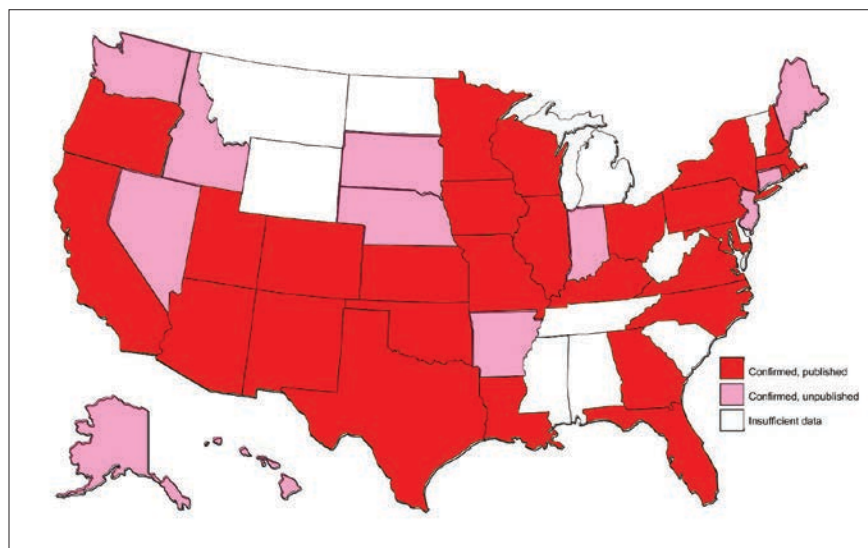 Confirmed, published
Confirmed, unpublished
Insufficient data